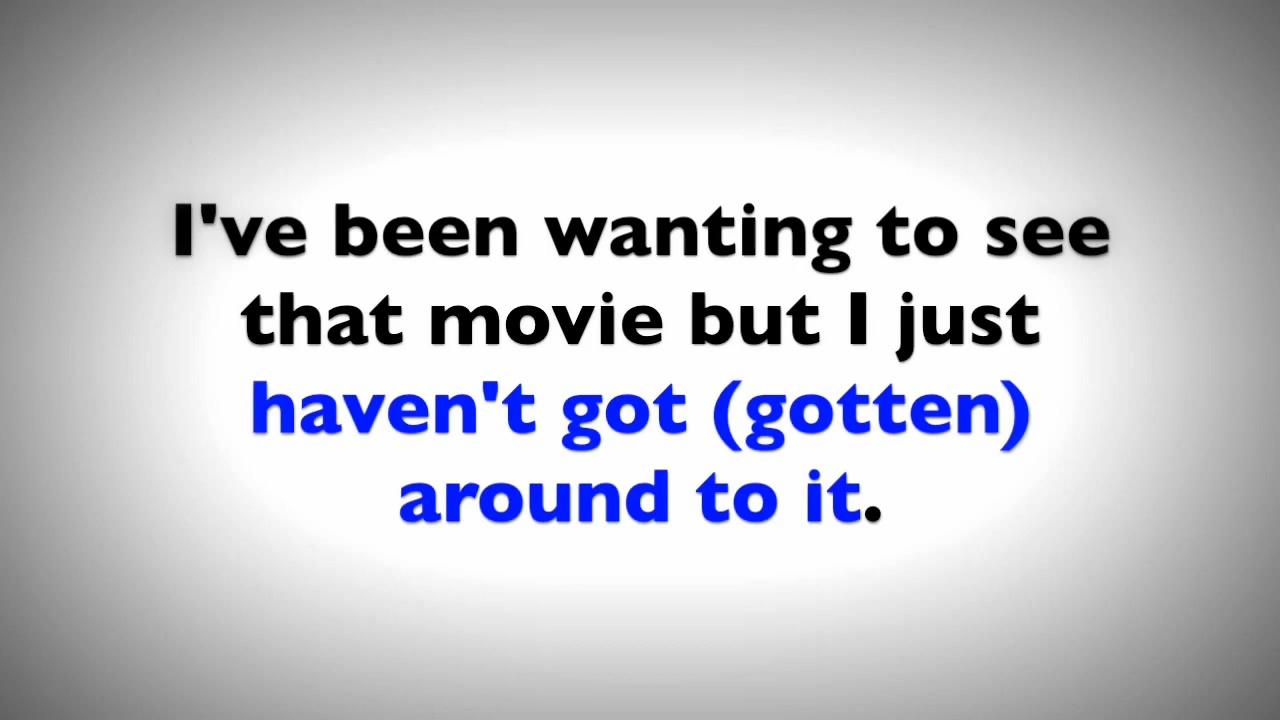 I've been wanting to see
that movie but I just
haven't got (gotten)
around to it.